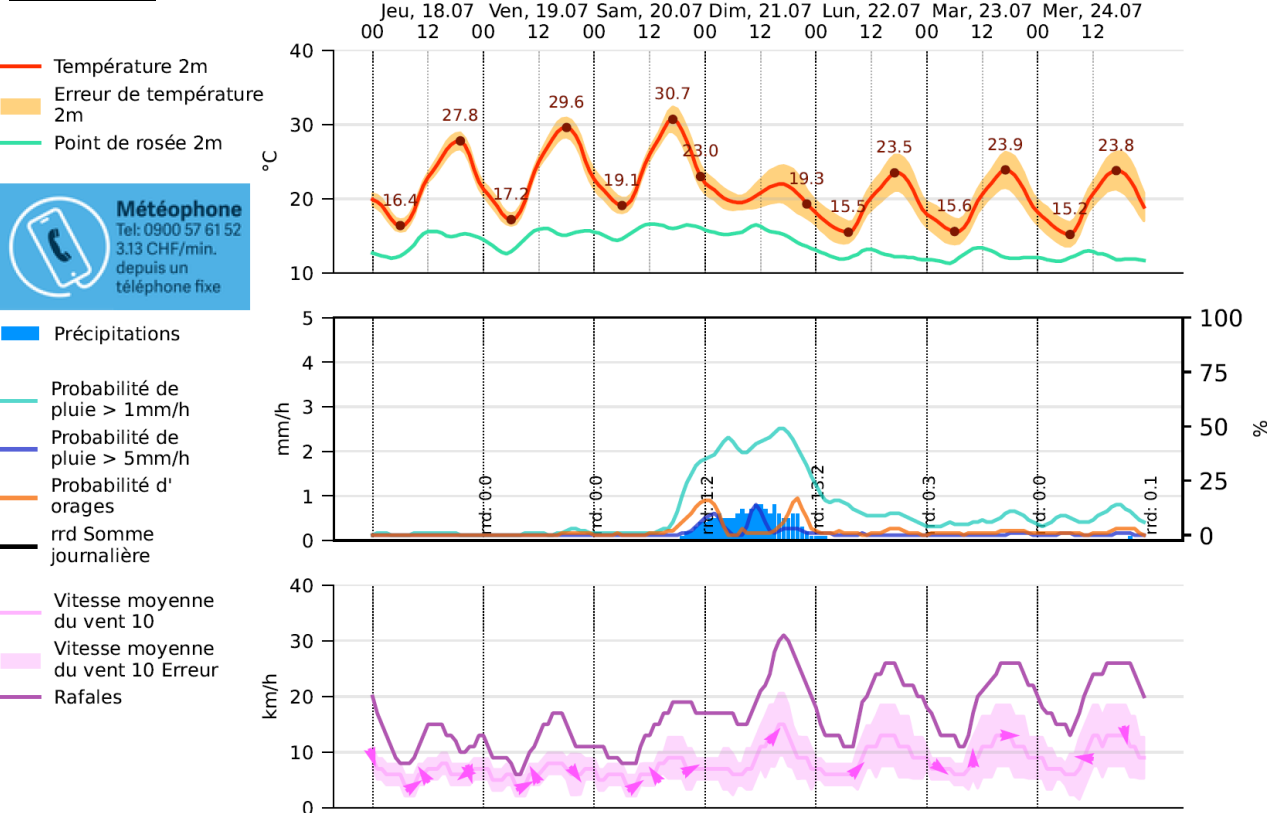 Jeu, 18.07 Ven, 19.07 Sam, 20.07 Dim, 21.07 Lun, 22.07 Mar, 23.07 Mer, 24.07
00 12 00 12 00 12 00 12 00 12 00 12 00 12
Température 2m
Erreur de température
2m
Point de rosée 2m
°C
40
30
20
10
16.4
27.8
17.2
29.6
19.1
30.7
23.0
19.3
15.5
23.5
15.6
23.9
15.2
23.8
Météophone
Tel: 0900 57 61 52
3.13 CHF/min.
depuis un
téléphone fixe
Précipitations
Probabilité de
pluie > 1mm/h
Probabilité de
pluie > 5mm/h
Probabilité d'
orages
rrd Somme
journalière
mm/h
5
4
3
2
1
0
rrd: 0.0
rrd: 0.0
rrd: 1.2
rrd: 13.2
rrd: 0.3
rrd: 0.0
rrd: 0.1
100
75
50
25
0
%
Vitesse moyenne
du vent 10
Vitesse moyenne
du vent 10 Erreur
Rafales
km/h
40
30
20
10
0